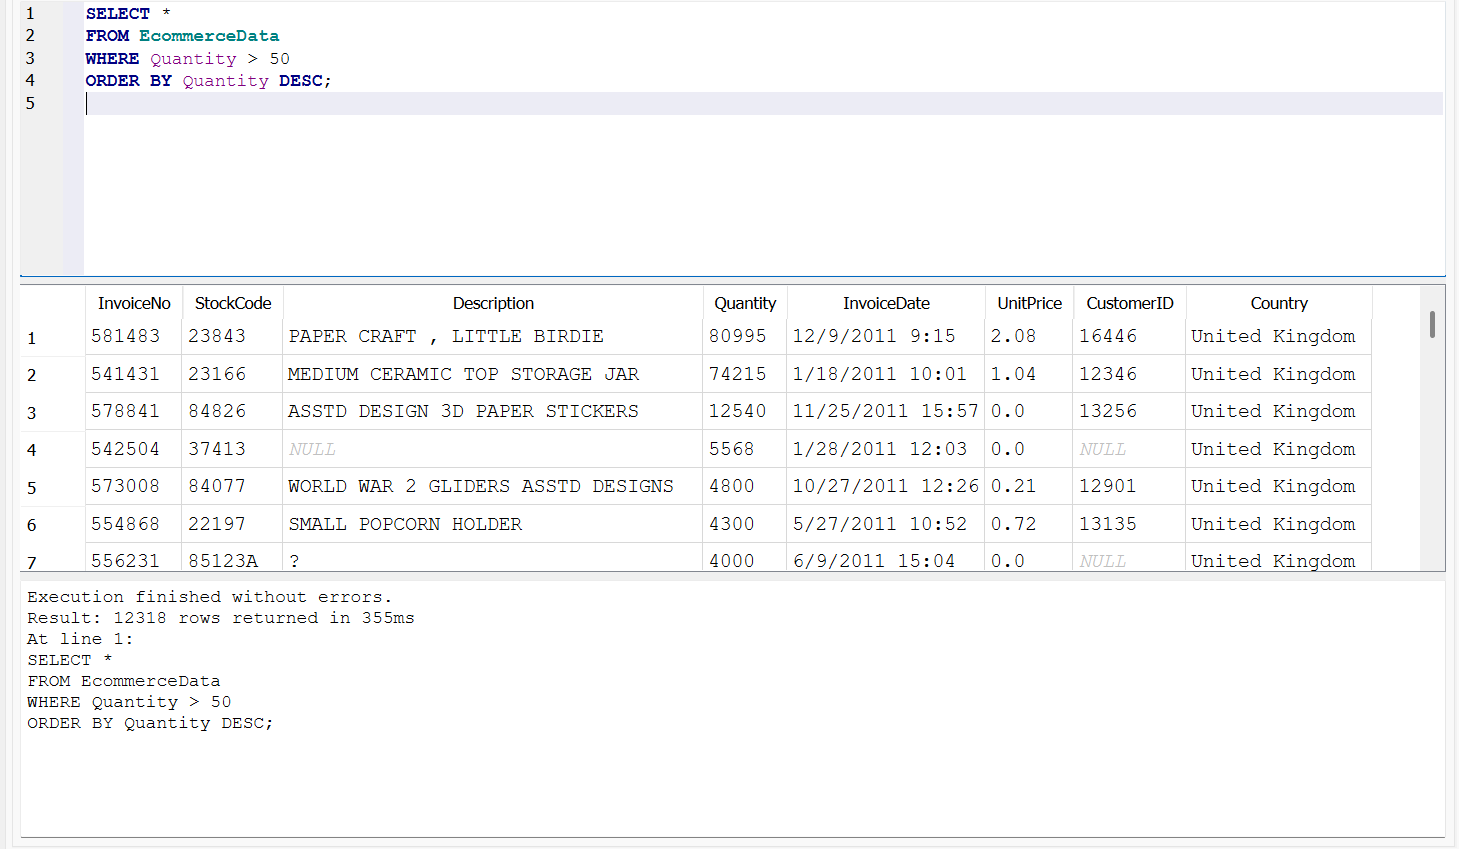 1 SELECT *
2 FROM EcommerceData
3 WHERE Quantity > 50
4 ORDER BY Quantity DESC;
5
InvoiceNo StockCode Description Quantity InvoiceDate UnitPrice CustomerID Country
1 581483 23843 PAPER CRAFT , LITTLE BIRDIE 80995 12/9/2011 9:15 2.08 16446 United Kingdom
2 541431 23166 MEDIUM CERAMIC TOP STORAGE JAR 74215 1/18/2011 10:01 1.04 12346 United Kingdom
3 578841 84826 ASSTD DESIGN 3D PAPER STICKERS 12540 11/25/2011 15:57 0.0 13256 United Kingdom
4 542504 37413 NULL 5568 1/28/2011 12:03 0.0 NULL United Kingdom
5 573008 84077 WORLD WAR 2 GLIDERS ASSTD DESIGNS 4800 10/27/2011 12:26 0.21 12901 United Kingdom
6 554868 22197 SMALL POPCORN HOLDER 4300 5/27/2011 10:52 0.72 13135 United Kingdom
7 556231 85123A ? 4000 6/9/2011 15:04 0.0 NULL United Kingdom
Execution finished without errors.
Result: 12318 rows returned in 355ms
At line 1:
SELECT *
FROM EcommerceData
WHERE Quantity > 50
ORDER BY Quantity DESC;